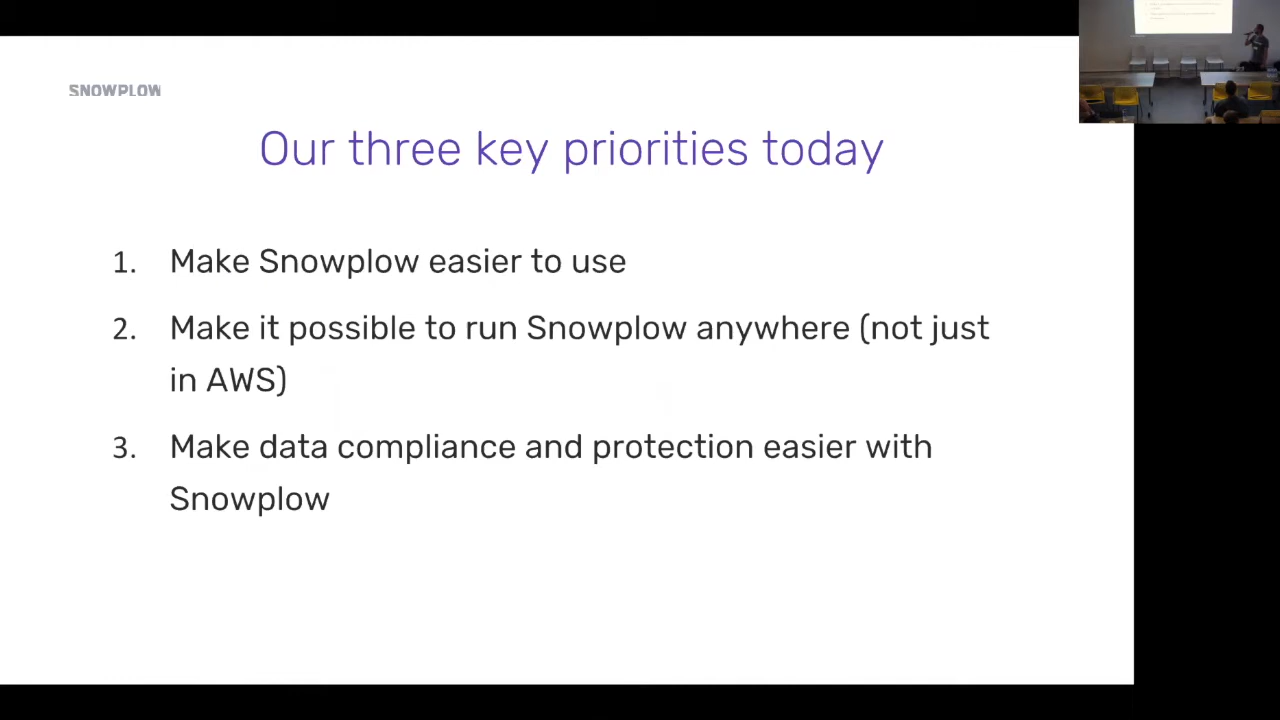 SNOWPLOW
Our three key priorities today
1. Make Snowplow easier to use
2. Make it possible to run Snowplow anywhere (not just
in AWS)
3. Make data compliance and protection easier with
Snowplow